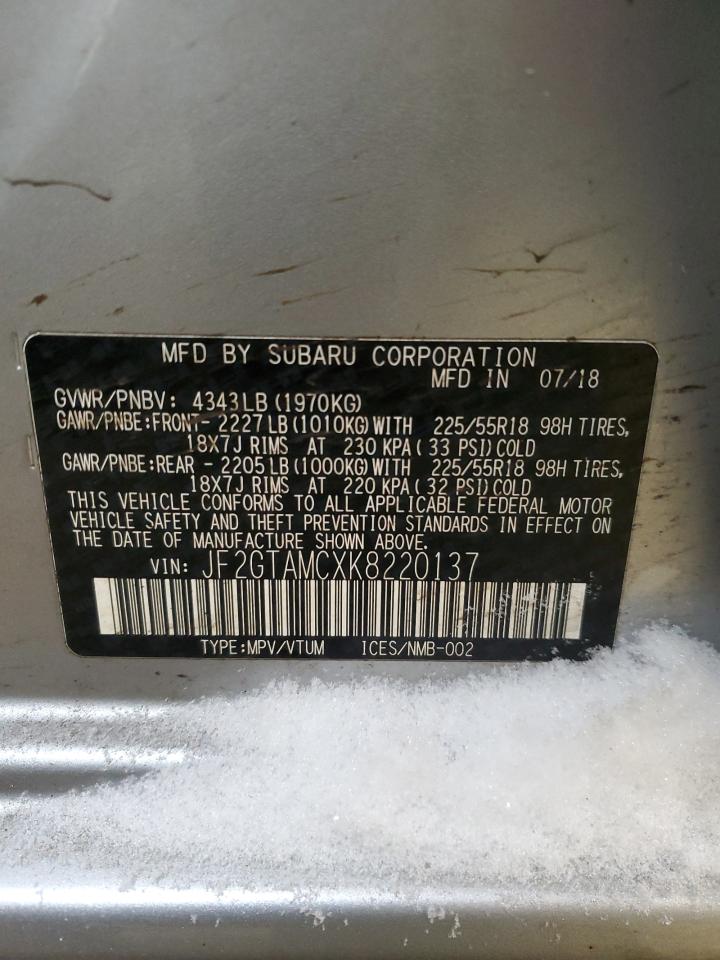 MFD BY SUBARU CORPORATION
MFD IN 07/18
GVWR/PNBV: 4343LB(1970KG)
GAWR/PNBE:FRONT-2227LB(1010KG)WITH 225/55R18 98H TIRES,
18X7J RIMS AT 230 KPA(33 PSI)COLD
GAWR/PNBE:REAR -2205LB(1000KG)WITH 225/55R18 98H TIRES,
18X7J RIMS AT 220 KPA(32 PSI)COLD
THIS VEHICLE CONFORMS TO ALL APPLICABLE FEDERAL MOTOR
VEHICLE SAFETY AND THEFT PREVENTION STANDARDS IN EFFECT ON
THE DATE OF MANUFACTURE SHOWN ABOVE.
VIN: JF2GTAMCXK8220137
TYPE:MPV/VTUM ICES/NMB-002